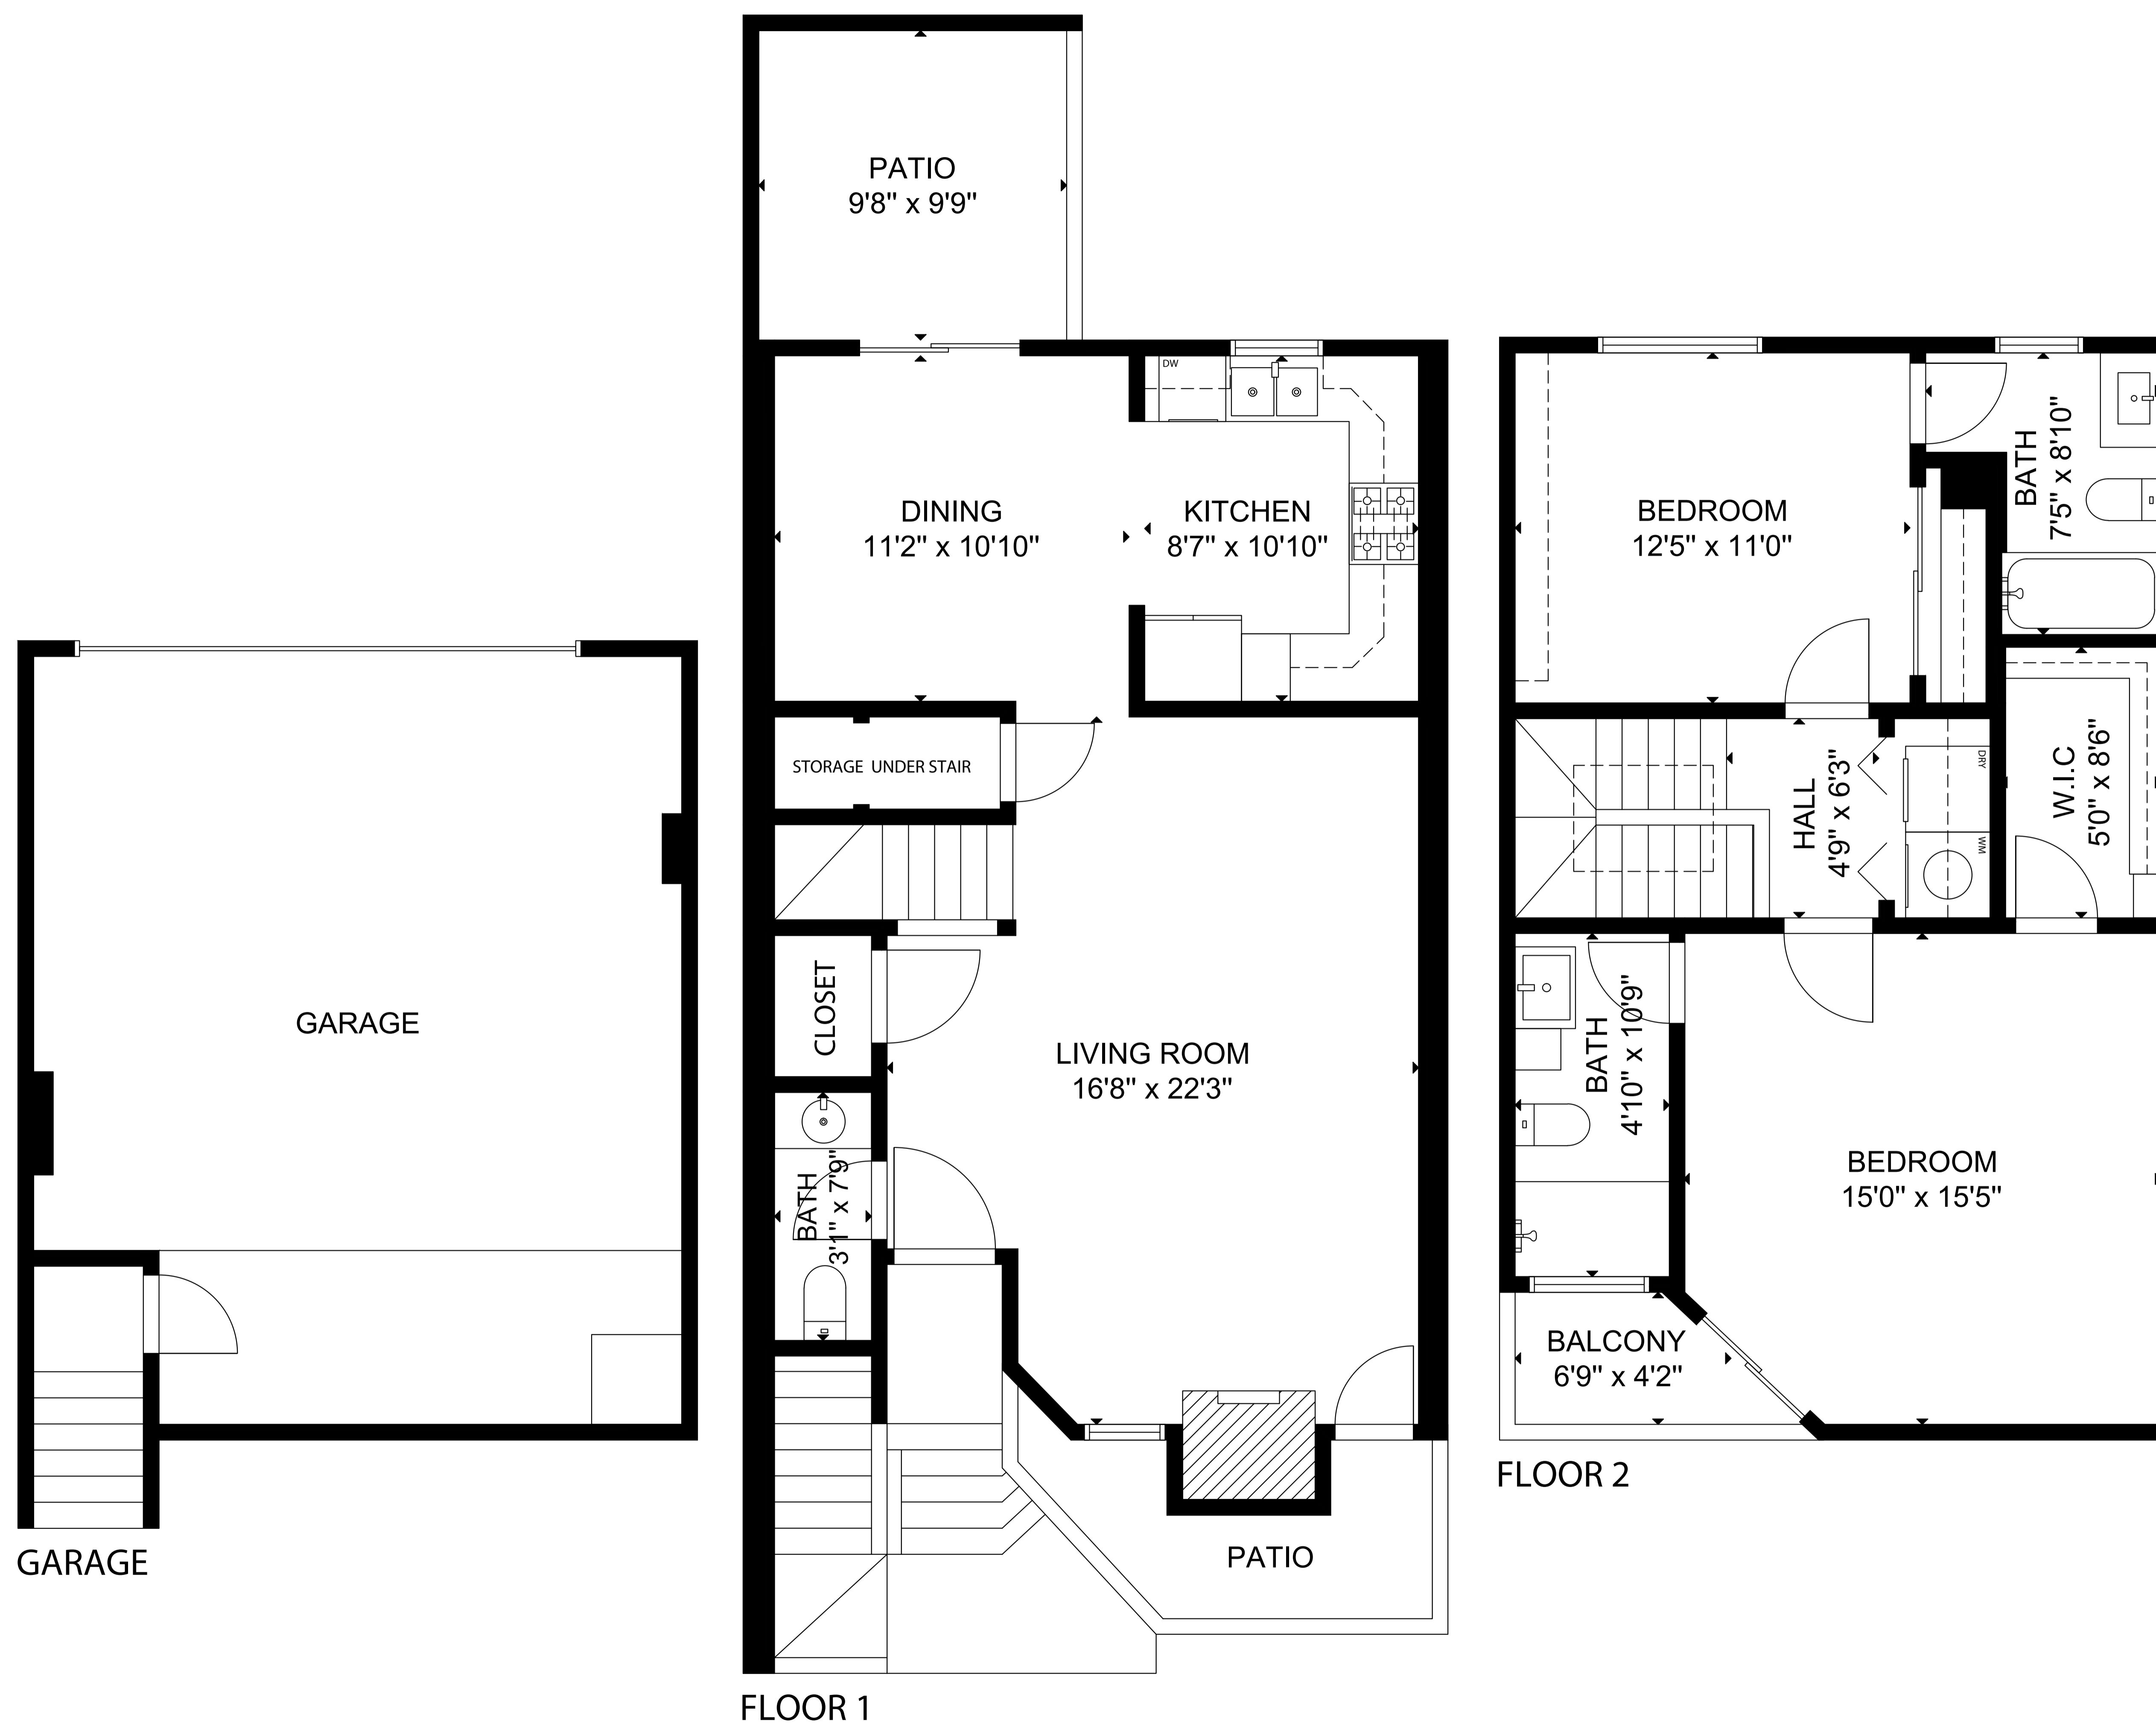 PATIO
9'8" x 9'9"
DW
DINING
11'2" x 10'10"
KITCHEN
8'7" x 10'10"
STORAGE UNDER STAIR
CLOSET
LIVING ROOM
16'8" x 22'3"
BATH
3'1" x 7'9"
PATIO
FLOOR 1
GARAGE
GARAGE
BEDROOM
12'5" x 11'0"
BATH
7'5" x 8'10"
HALL
4'9" x 6'3"
DRY
WM
W.I.C
5'0" x 8'6"
BATH
4'10" x 10'9"
BEDROOM
15'0" x 15'5"
BALCONY
6'9" x 4'2"
FLOOR 2